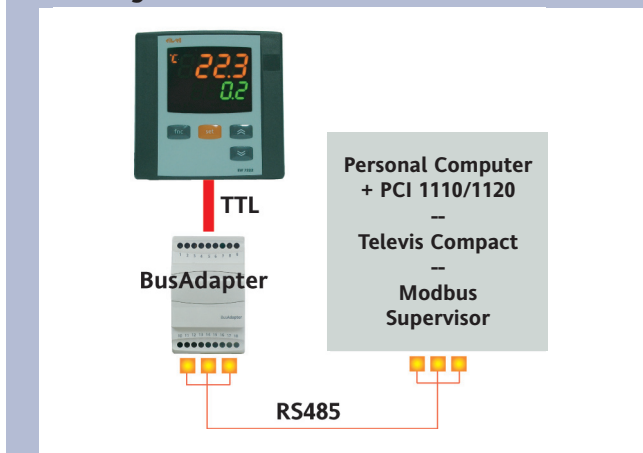 °C 22.3
0.2
fnc set
TTL
BusAdapter
Personal Computer
+ PCI 1110/1120
--
Televis Compact
--
Modbus
Supervisor
RS485